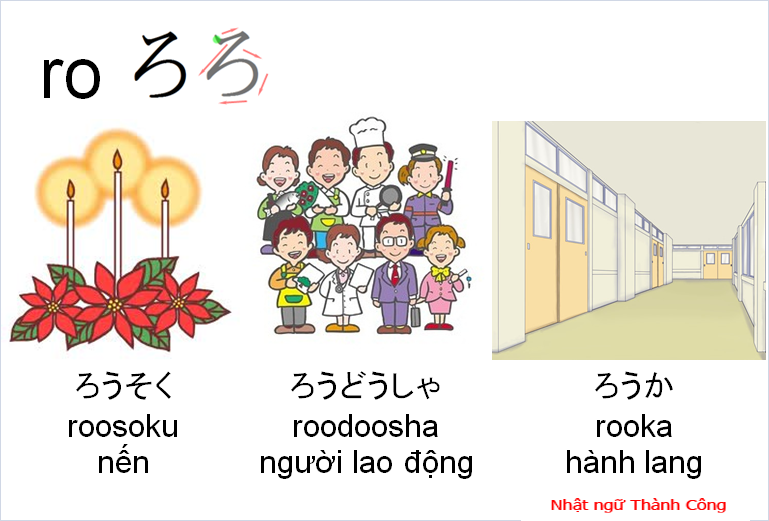 ro ろ ろ
ろうそく
roosoku
nến
ろうどうしゃ
roodoosha
người lao động
ろうか
rooka
hành lang
Nhật ngữ Thành Công